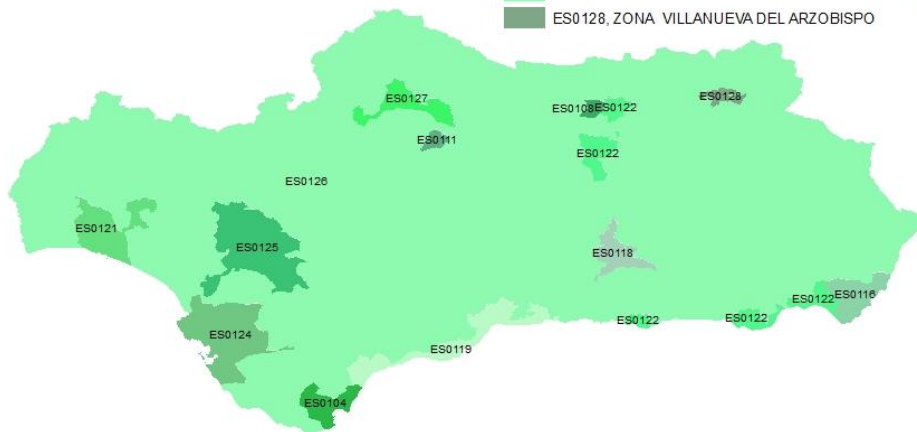 ES0128, ZONA VILLANUEVA DEL ARZOBISPO
ES0127
ES0108
ES0122
ES0128
ES0111
ES0122
ES0126
ES0121
ES0125
ES0118
ES0122
ES0116
ES0122
ES0122
ES0124
ES0119
ES0104